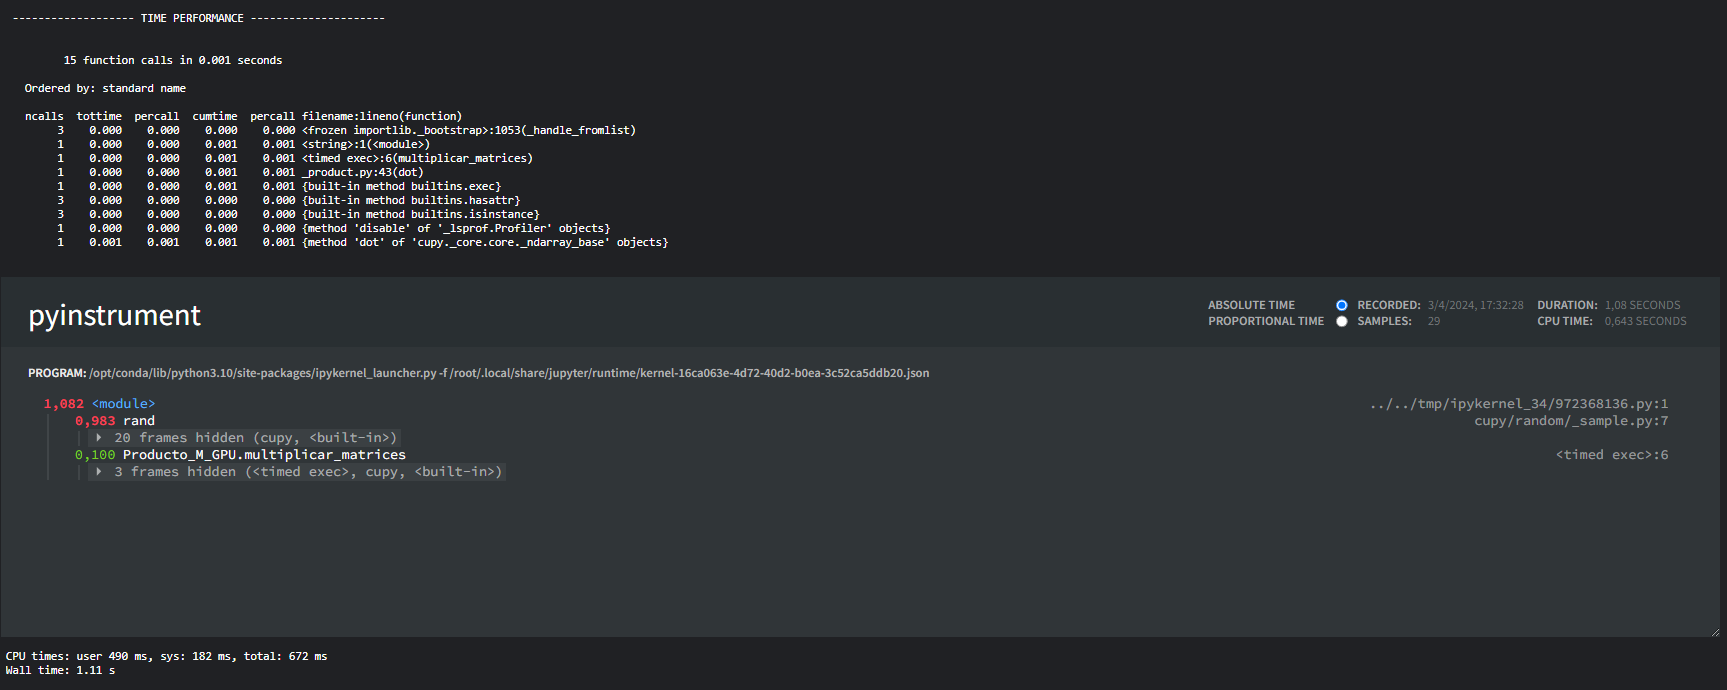 ------------------- TIME PERFORMANCE ---------------------
15 function calls in 0.001 seconds
Ordered by: standard name
ncalls  tottime  percall  cumtime  percall filename:lineno(function)
3    0.000    0.000    0.000    0.000 <frozen importlib._bootstrap>:1053(_handle_fromlist)
1    0.000    0.000    0.001    0.001 <string>:1(<module>)
1    0.000    0.000    0.001    0.001 <timed exec>:6(multiplicar_matrices)
1    0.000    0.000    0.001    0.001 _product.py:43(dot)
1    0.000    0.000    0.001    0.001 {built-in method builtins.exec}
3    0.000    0.000    0.000    0.000 {built-in method builtins.hasattr}
3    0.000    0.000    0.000    0.000 {built-in method builtins.isinstance}
1    0.000    0.000    0.000    0.000 {method 'disable' of '_lsprof.Profiler' objects}
1    0.001    0.001    0.001    0.001 {method 'dot' of 'cupy._core.core._ndarray_base' objects}
pyinstrument
ABSOLUTE TIME RECORDED: 3/4/2024, 17:32:28 DURATION: 1,08 SECONDS
PROPORTIONAL TIME SAMPLES: 29 CPU TIME: 0,643 SECONDS
PROGRAM: /opt/conda/lib/python3.10/site-packages/ipykernel_launcher.py -f /root/.local/share/jupyter/runtime/kernel-16ca063e-4d72-40d2-b0ea-3c52ca5ddb20.json
1,082 <module> ../../tmp/ipykernel_34/972368136.py:1
0,983 rand cupy/random/_sample.py:7
20 frames hidden (cupy, <built-in>)
0,100 Producto_M_GPU.multiplicar_matrices <timed exec>:6
3 frames hidden (<timed exec>, cupy, <built-in>)
CPU times: user 490 ms, sys: 182 ms, total: 672 ms
Wall time: 1.11 s